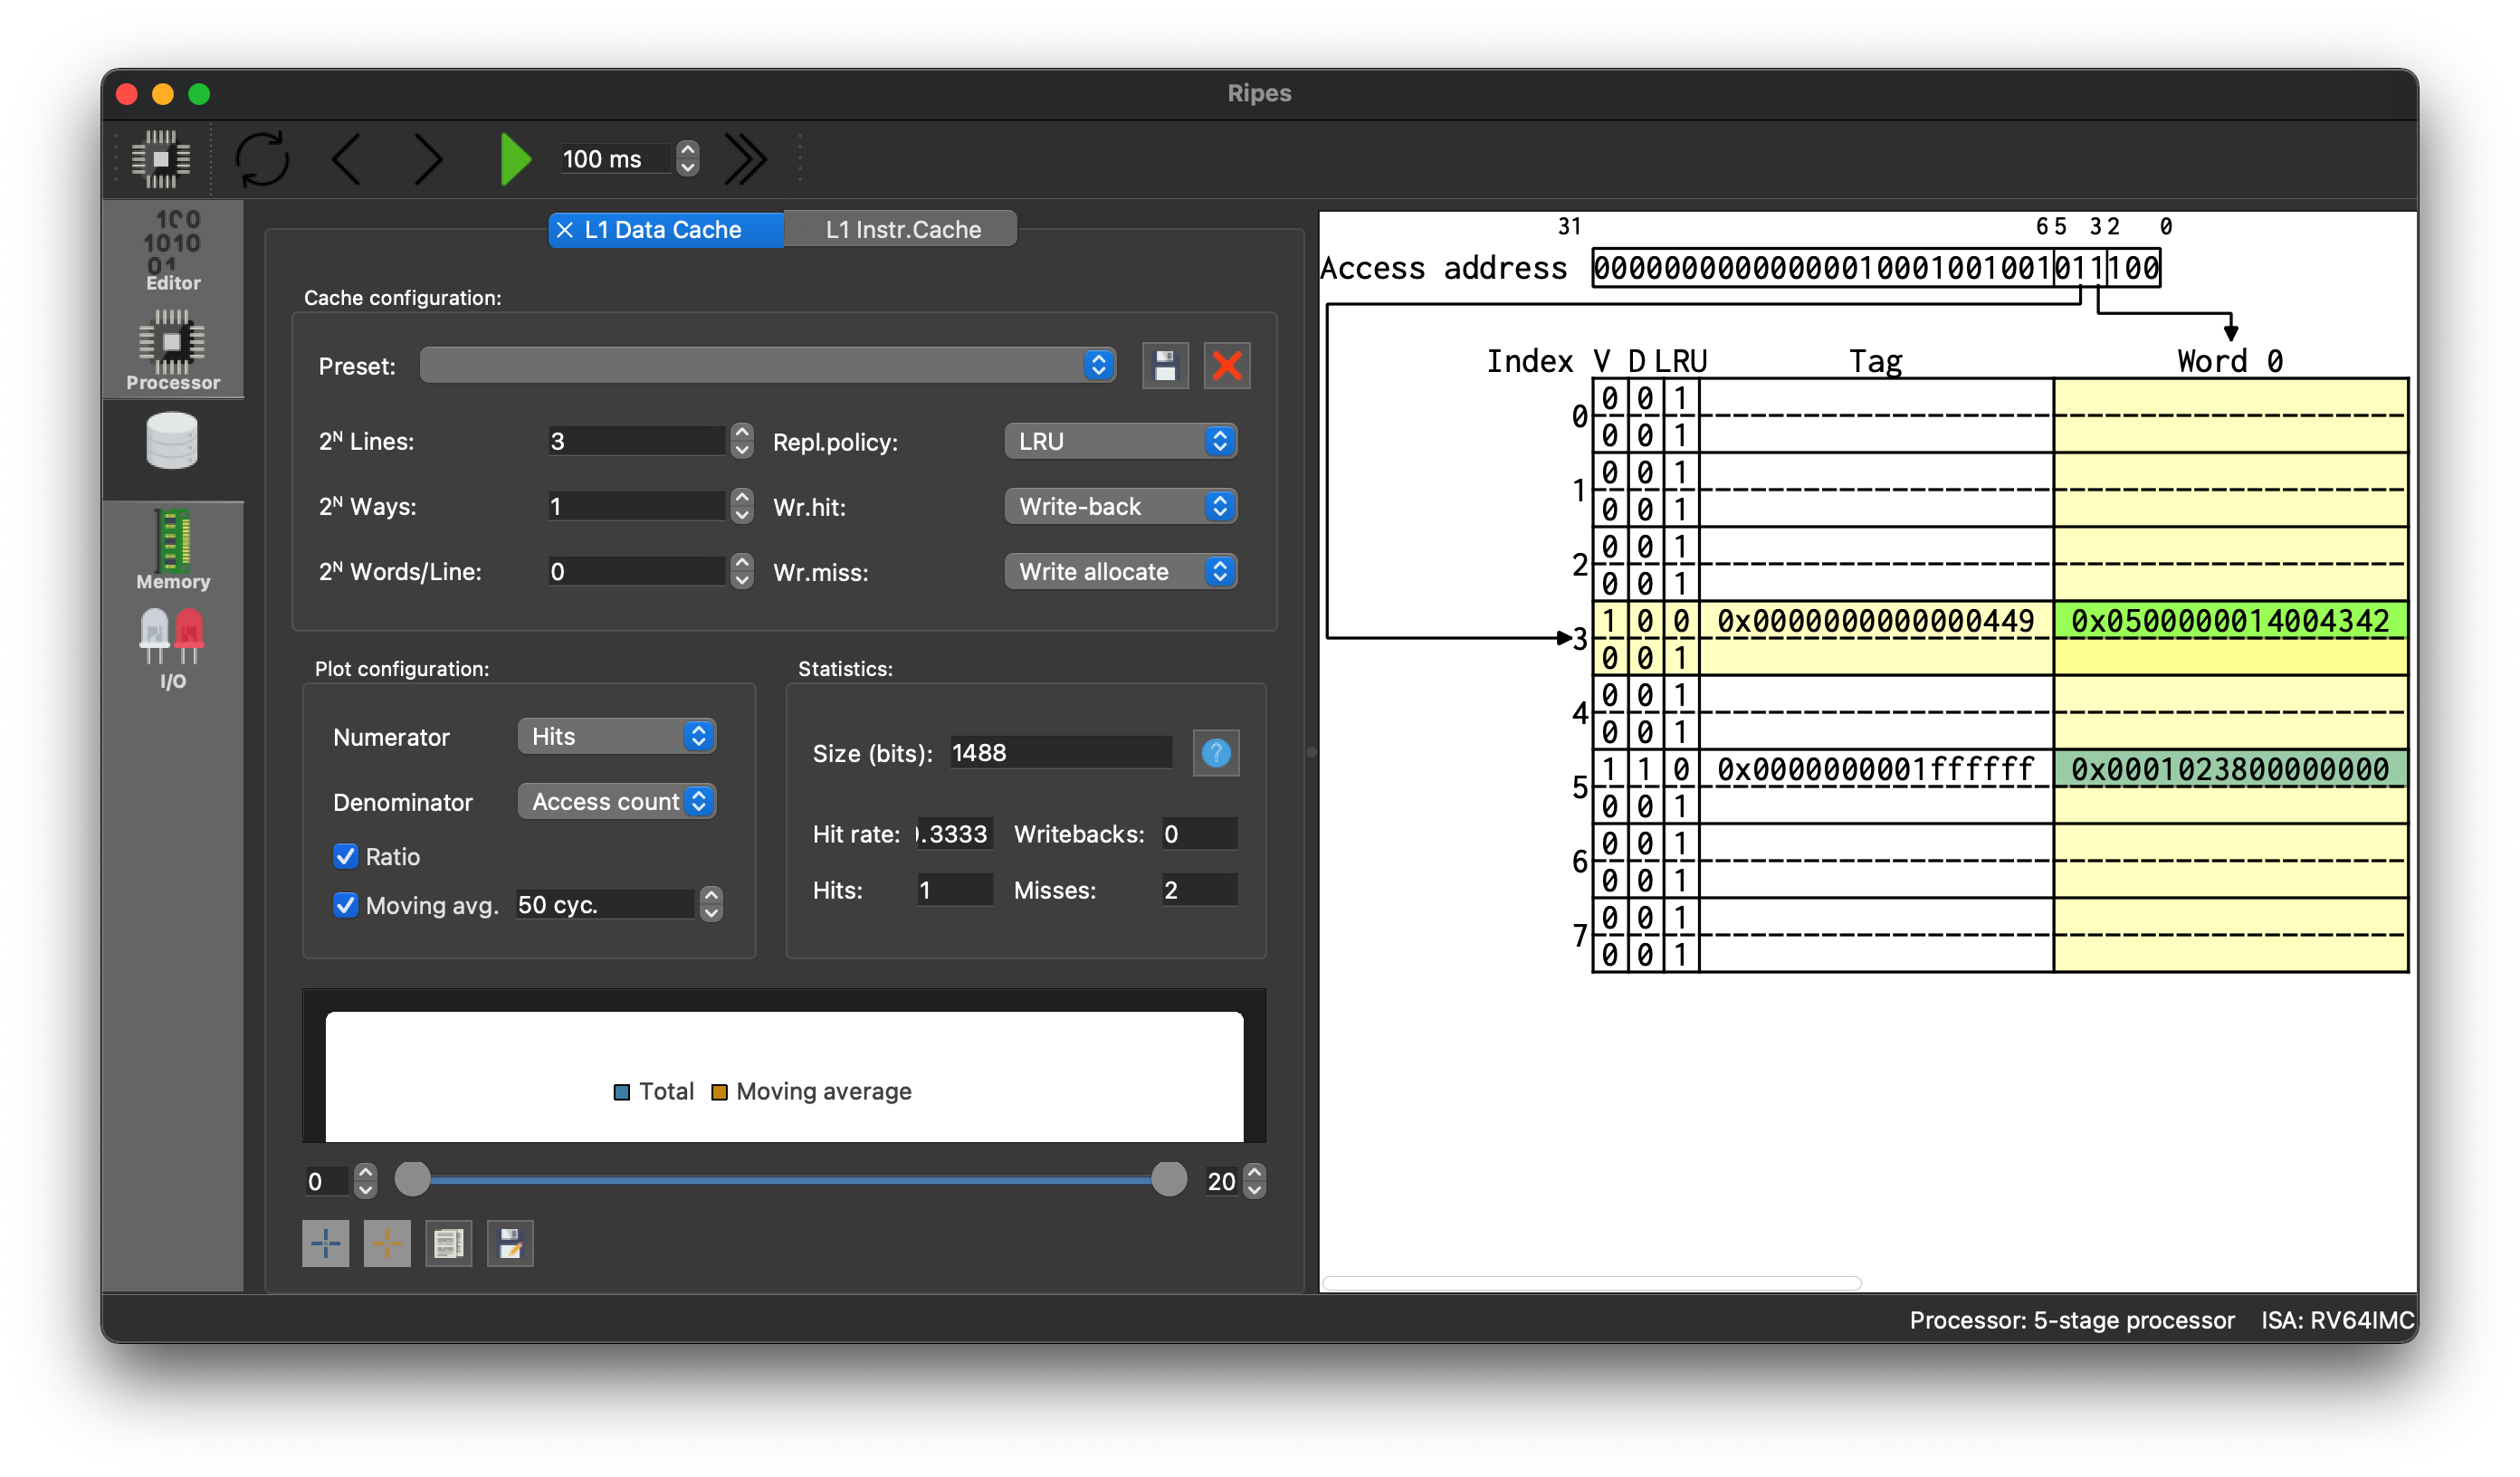 Ripes
100 ms
Editor
Processor
Memory
I/O
L1 Data Cache
L1 Instr.Cache
Cache configuration:
Preset:
2ᴺ Lines: 3 Repl.policy: LRU
2ᴺ Ways: 1 Wr.hit: Write-back
2ᴺ Words/Line: 0 Wr.miss: Write allocate
Plot configuration:
Numerator Hits
Denominator Access count
Ratio
Moving avg. 50 cyc.
Statistics:
Size (bits): 1488
Hit rate: .3333 Writebacks: 0
Hits: 1 Misses: 2
Total Moving average
0 20
31 6 5 3 2 0
Access address 00000000000000010001001001 011 100
Index V D LRU Tag Word 0
0 0 0 1
0 0 1
1 0 0 1
0 0 1
2 0 0 1
0 0 1
3 1 0 0 0x0000000000000449 0x0500000014004342
0 0 1
4 0 0 1
0 0 1
5 1 1 0 0x0000000001ffffff 0x0001023800000000
0 0 1
6 0 0 1
0 0 1
7 0 0 1
0 0 1
Processor: 5-stage processor ISA: RV64IMC